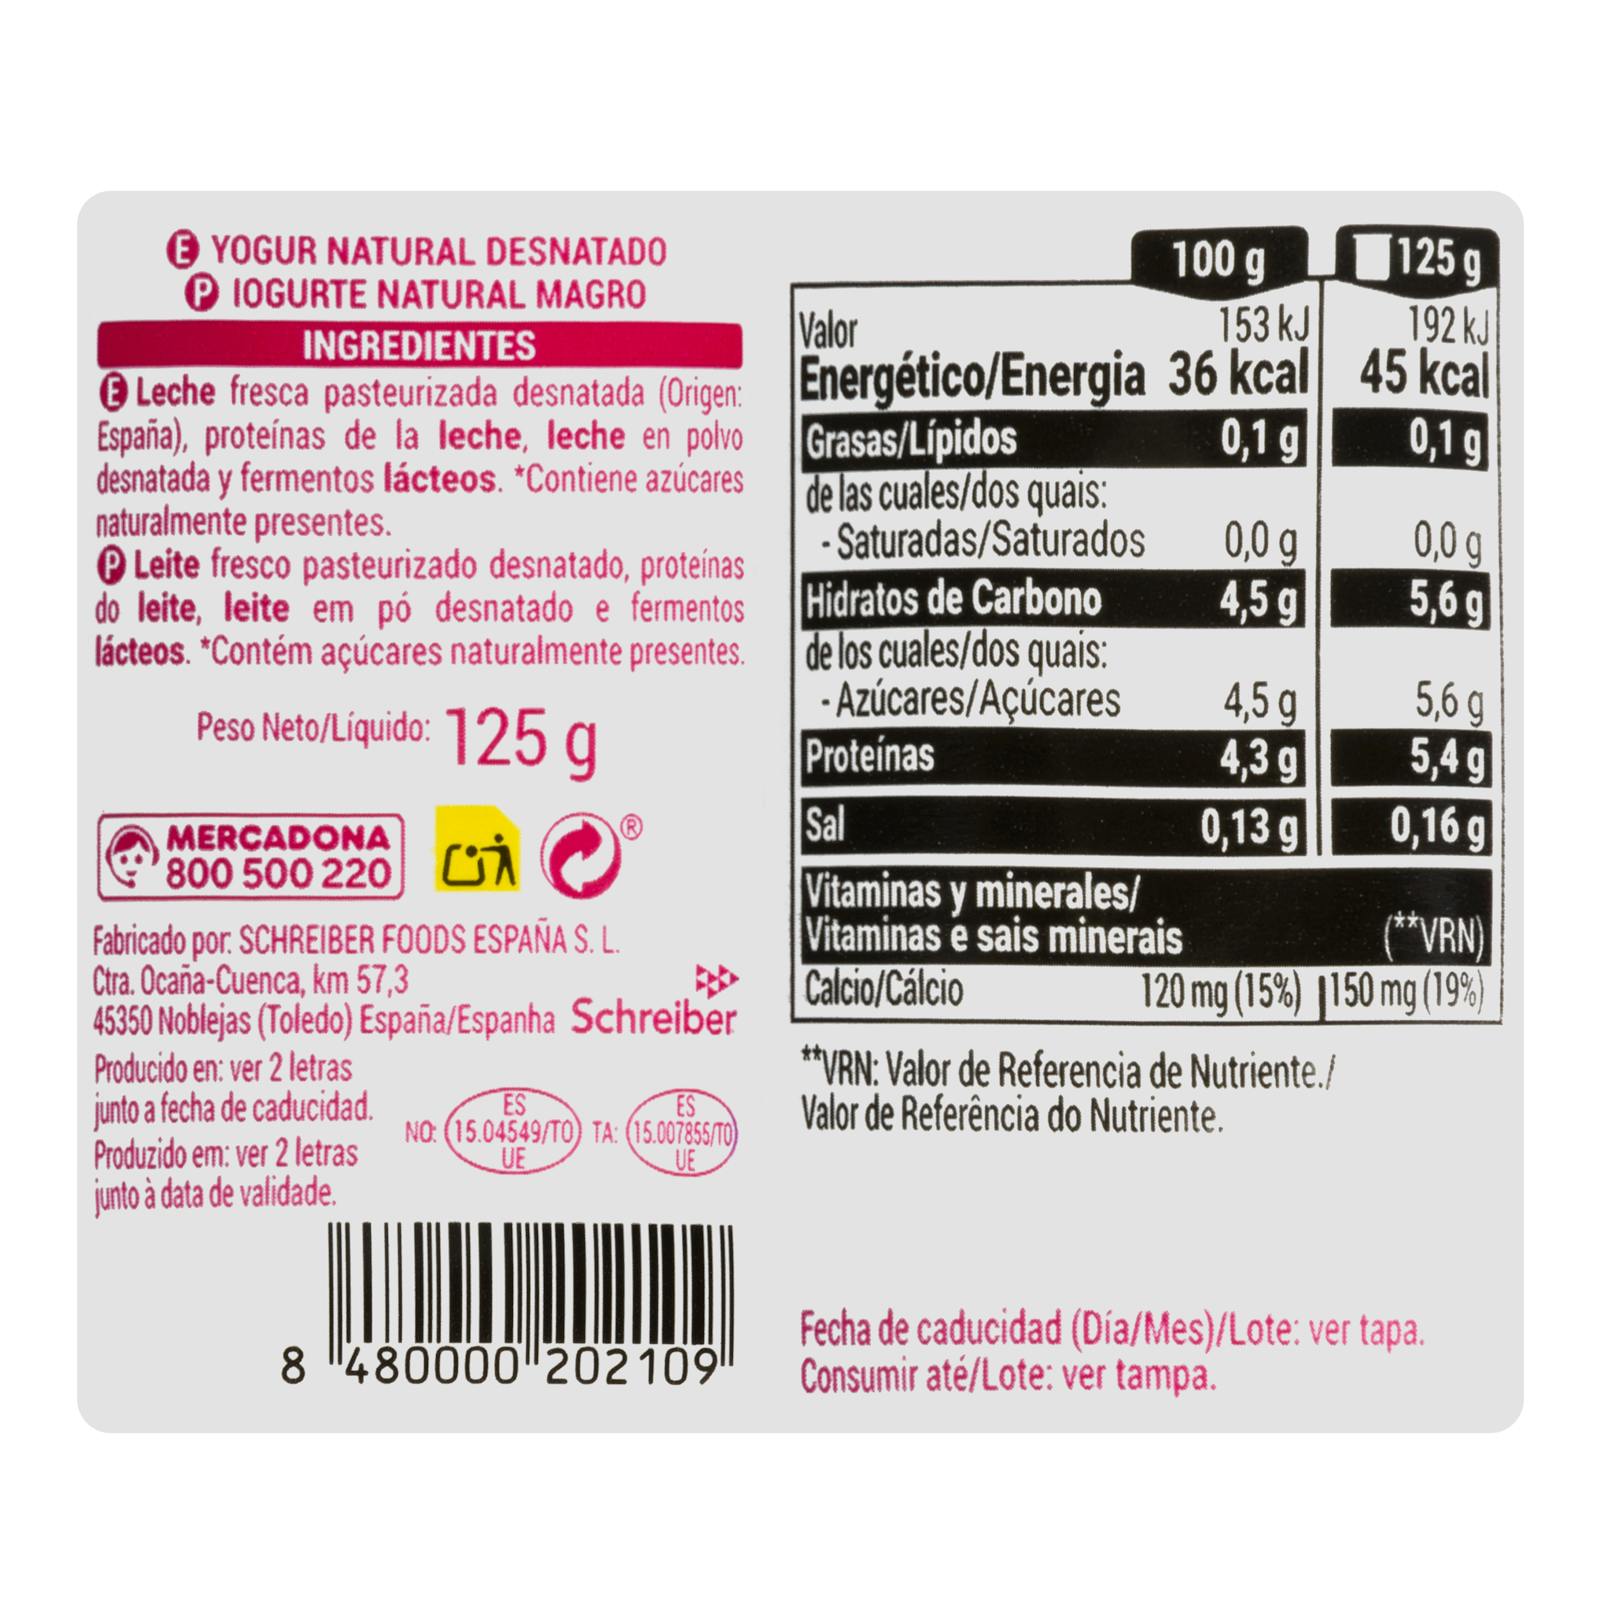 E YOGUR NATURAL DESNATADO
P IOGURTE NATURAL MAGRO
INGREDIENTES
E Leche fresca pasteurizada desnatada (Origen:
España), proteínas de la leche, leche en polvo
desnatada y fermentos lácteos. *Contiene azúcares
naturalmente presentes.
P Leite fresco pasteurizado desnatado, proteínas
do leite, leite em pó desnatado e fermentos
lácteos. *Contém açúcares naturalmente presentes.
Peso Neto/Líquido: 125 g
MERCADONA
800 500 220
®
Fabricado por: SCHREIBER FOODS ESPAÑA S. L.
Ctra. Ocaña-Cuenca, km 57,3
45350 Noblejas (Toledo) España/Espanha
Schreiber
Producido en: ver 2 letras
junto a fecha de caducidad.
Produzido em: ver 2 letras
junto à data de validade.
NO: ES 15.04549/TO UE
TA: ES 15.007855/TO UE
8 480000 202109
100 g 125 g
Valor 153 kJ 192 kJ
Energético/Energia 36 kcal 45 kcal
Grasas/Lípidos 0,1 g 0,1 g
de las cuales/dos quais:
- Saturadas/Saturados 0,0 g 0,0 g
Hidratos de Carbono 4,5 g 5,6 g
de los cuales/dos quais:
- Azúcares/Açúcares 4,5 g 5,6 g
Proteínas 4,3 g 5,4 g
Sal 0,13 g 0,16 g
Vitaminas y minerales/
Vitaminas e sais minerais (**VRN)
Calcio/Cálcio 120 mg (15%) 150 mg (19%)
**VRN: Valor de Referencia de Nutriente./
Valor de Referência do Nutriente.
Fecha de caducidad (Día/Mes)/Lote: ver tapa.
Consumir até/Lote: ver tampa.